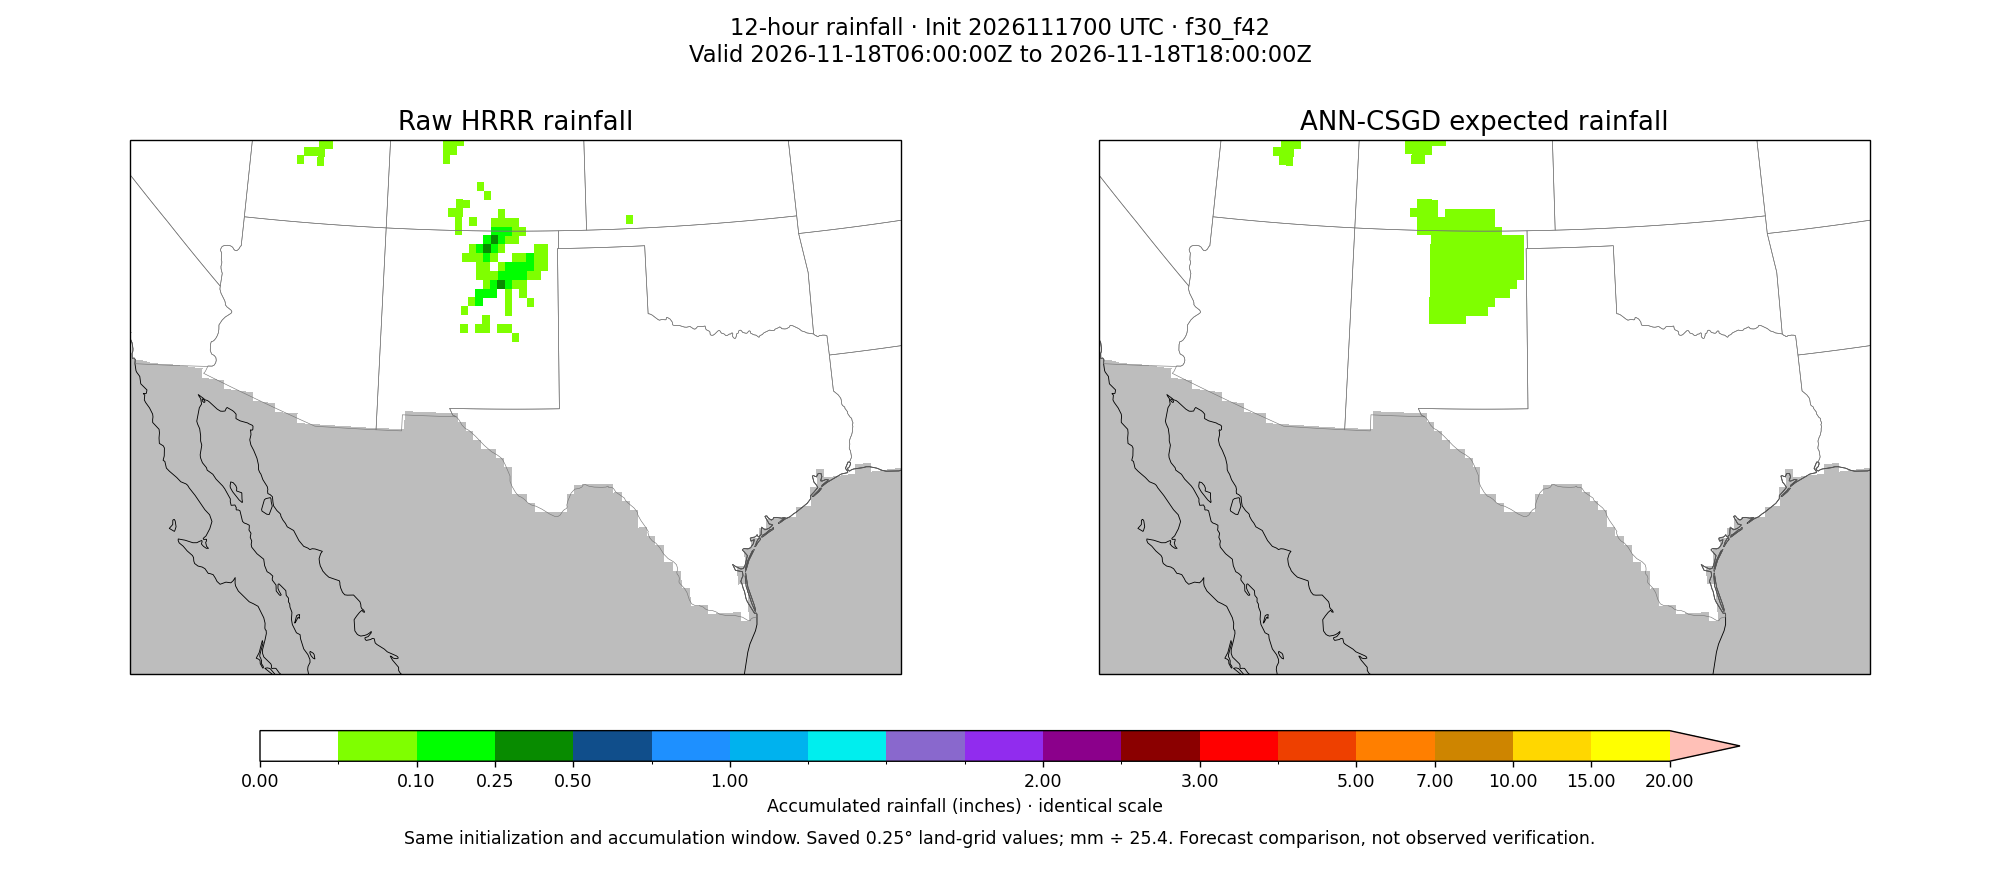 12-hour rainfall · Init 2026111700 UTC · f30_f42
Valid 2026-11-18T06:00:00Z to 2026-11-18T18:00:00Z
Raw HRRR rainfall
ANN-CSGD expected rainfall
0.00 0.10 0.25 0.50 1.00 2.00 3.00 5.00 7.00 10.00 15.00 20.00
Accumulated rainfall (inches) · identical scale
Same initialization and accumulation window. Saved 0.25° land-grid values; mm ÷ 25.4. Forecast comparison, not observed verification.